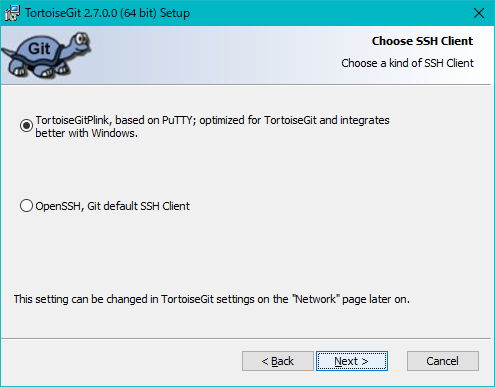 TortoiseGit 2.7.0.0 (64 bit) Setup
Git
Choose SSH Client
Choose a kind of SSH Client
TortoiseGitPlink, based on PuTTY; optimized for TortoiseGit and integrates
better with Windows.
OpenSSH, Git default SSH Client
This setting can be changed in TortoiseGit settings on the "Network" page later on.
< Back
Next >
Cancel